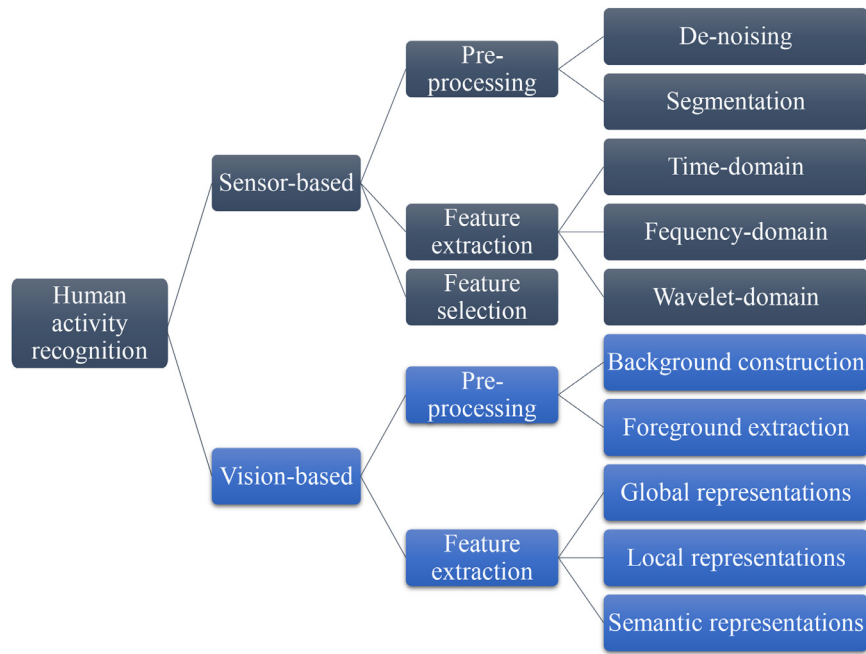 Human
activity
recognition
Sensor-based
Pre-
processing
De-noising
Segmentation
Feature
extraction
Time-domain
Fequency-domain
Wavelet-domain
Feature
selection
Vision-based
Pre-
processing
Background construction
Foreground extraction
Feature
extraction
Global representations
Local representations
Semantic representations